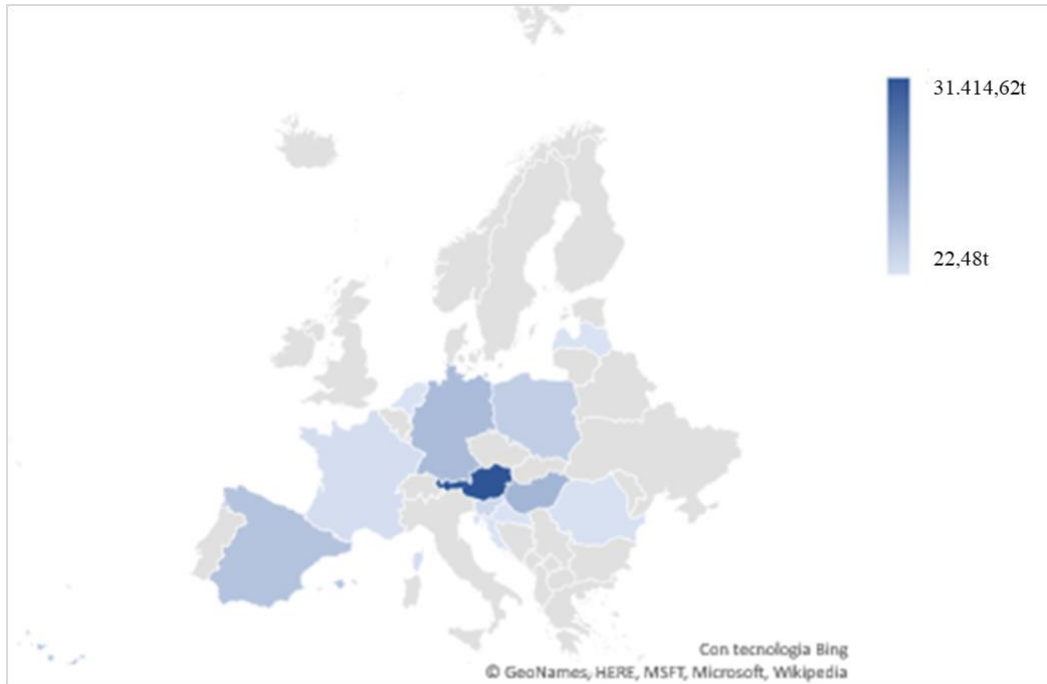 31.414,62t
22,48t
Con tecnologia Bing
© GeoNames, HERE, MSFT, Microsoft, Wikipedia